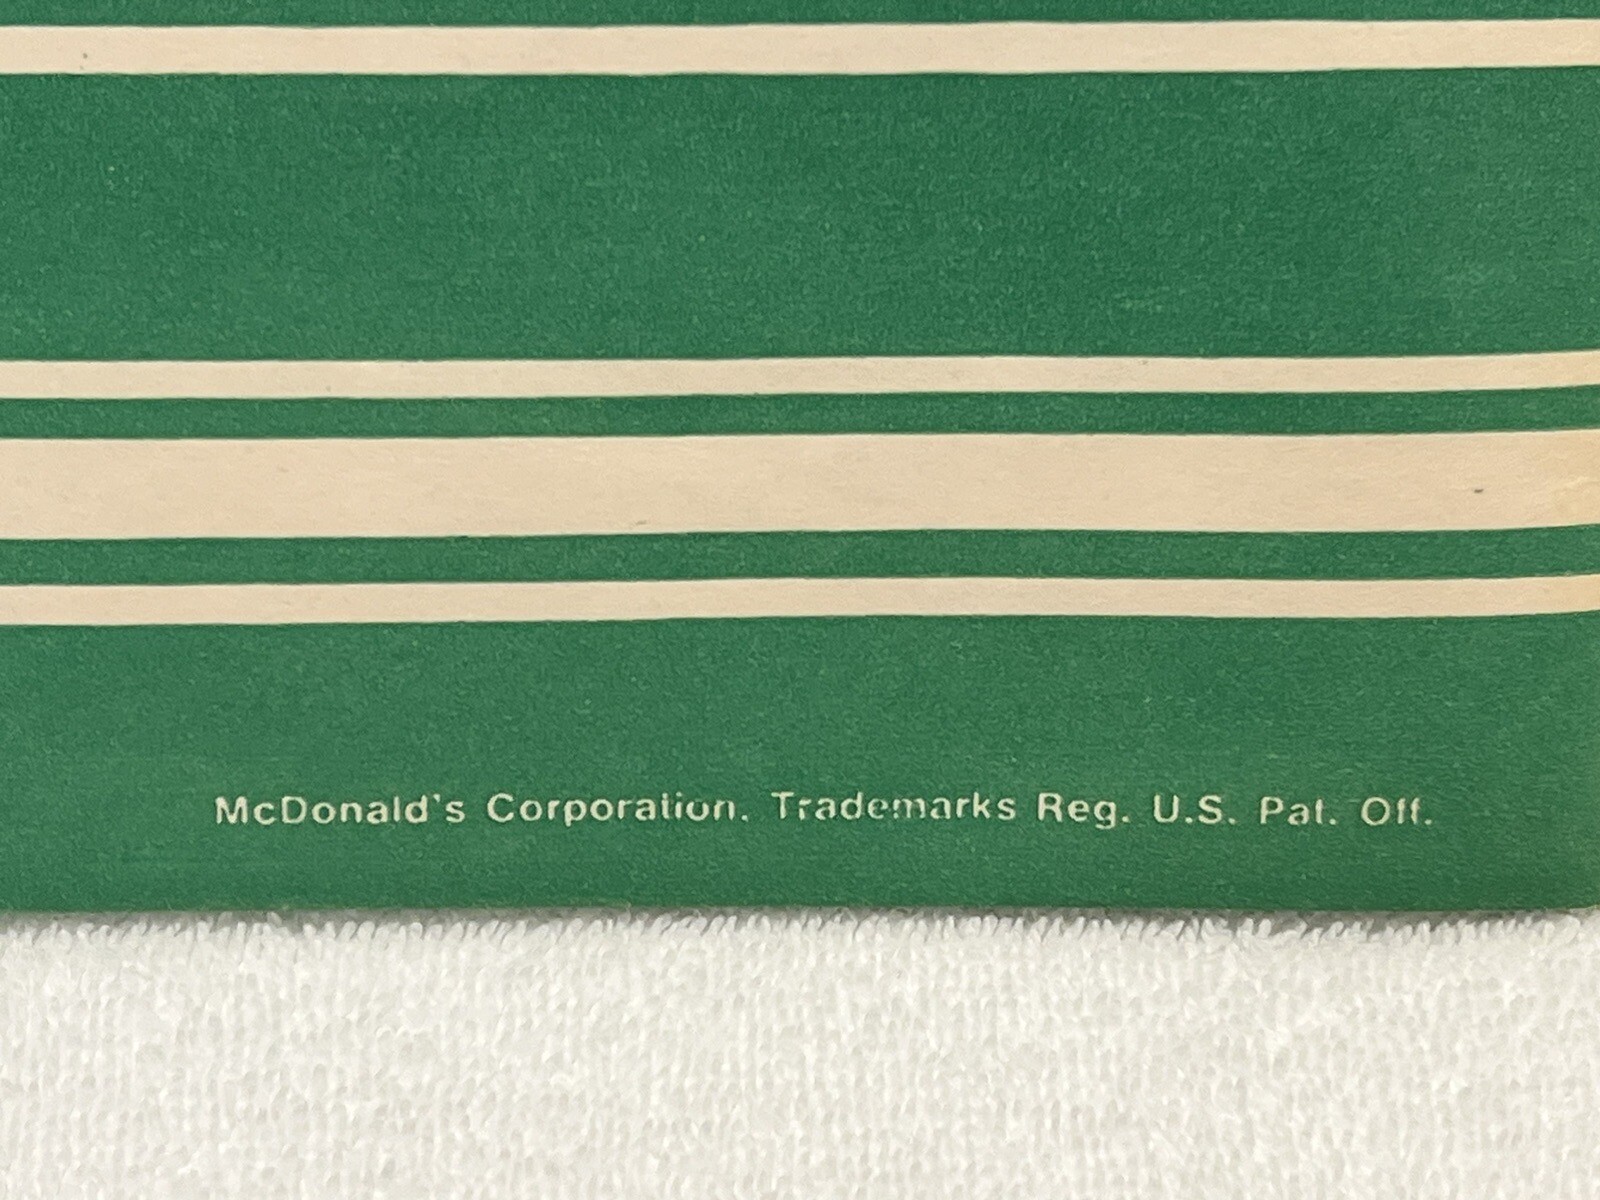 McDonald's Corporation. Trademarks Reg. U.S. Pat. Off.